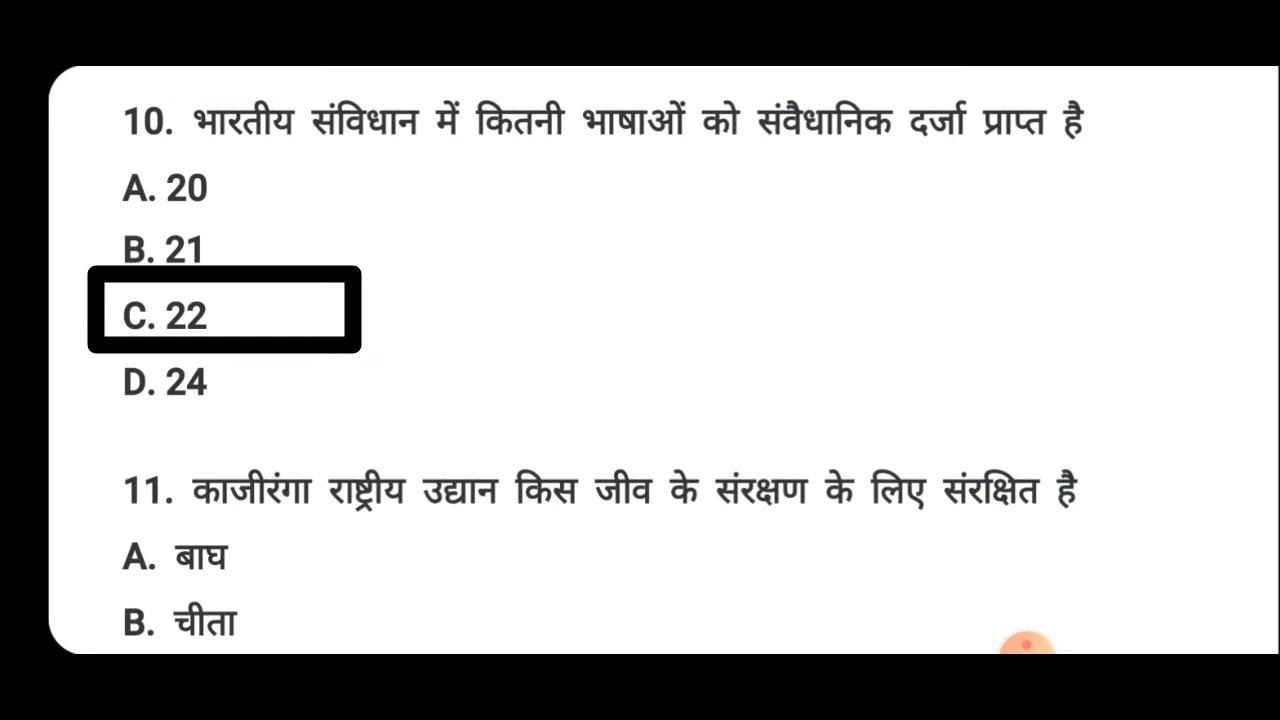 10. भारतीय संविधान में कितनी भाषाओं को संवैधानिक दर्जा प्राप्त है
A. 20
B. 21
C. 22
D. 24
11. काजीरंगा राष्ट्रीय उद्यान किस जीव के संरक्षण के लिए संरक्षित है
A. बाघ
B. चीता